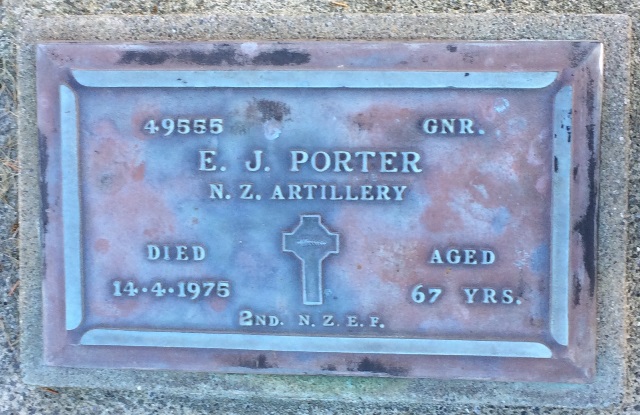 49555 GNR.
E. J. PORTER
N. Z. ARTILLERY
DIED AGED
14·4·1975 67 YRS.
2ND. N. Z. E. F.